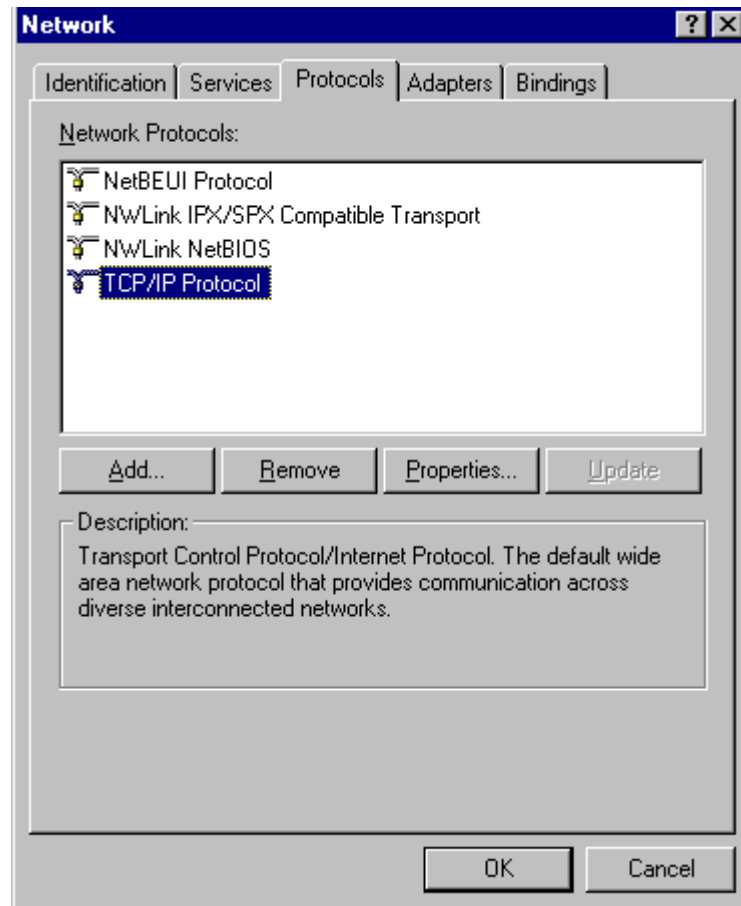 Network
Identification Services Protocols Adapters Bindings
Network Protocols:
NetBEUI Protocol
NWLink IPX/SPX Compatible Transport
NWLink NetBIOS
TCP/IP Protocol
Add... Remove Properties... Update
Description:
Transport Control Protocol/Internet Protocol. The default wide
area network protocol that provides communication across
diverse interconnected networks.
OK Cancel